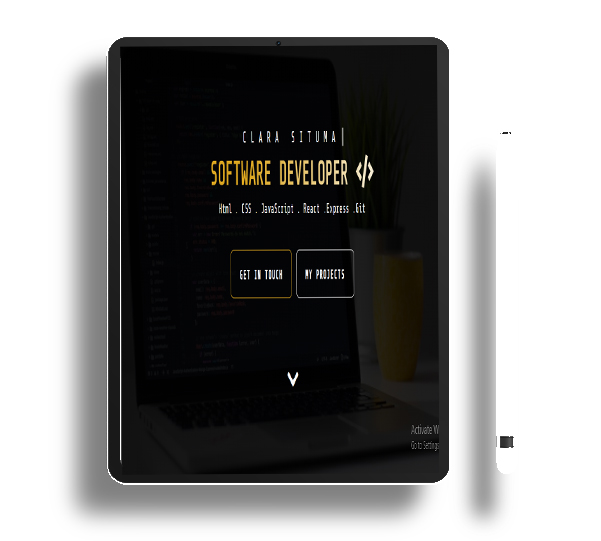 CLARA SITUMA|
SOFTWARE DEVELOPER </>
Html . CSS . JavaScript . React .Express .Git
GET IN TOUCH
MY PROJECTS
Activate W
Go to Settings